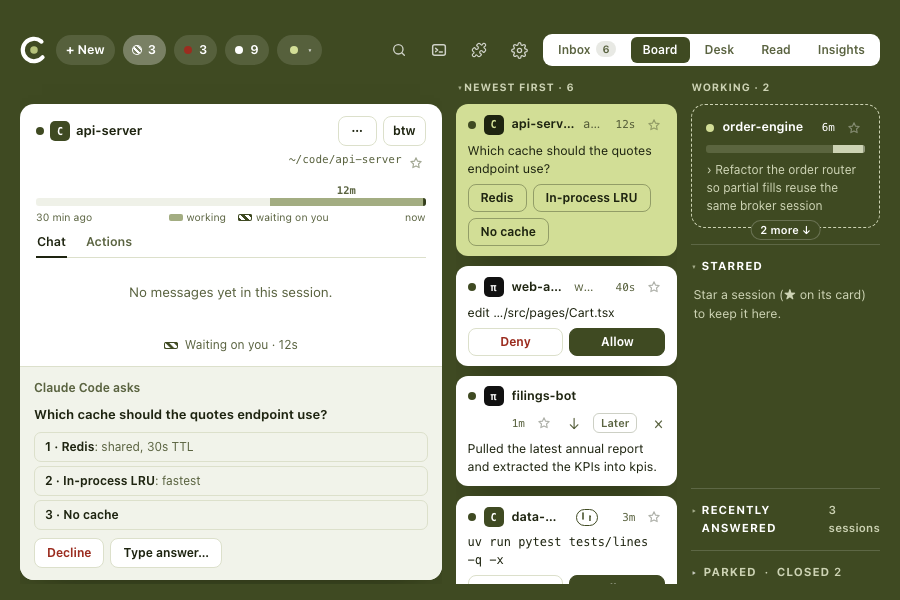 + New
3
3
9
Inbox 6
Board
Desk
Read
Insights
C api-server
···
btw
~/code/api-server
12m
30 min ago
working
waiting on you
now
Chat
Actions
No messages yet in this session.
Waiting on you · 12s
Claude Code asks
Which cache should the quotes endpoint use?
1 · Redis: shared, 30s TTL
2 · In-process LRU: fastest
3 · No cache
Decline
Type answer...
NEWEST FIRST · 6
C api-serv... a... 12s
Which cache should the quotes
endpoint use?
Redis
In-process LRU
No cache
π web-a... w... 40s
edit .../src/pages/Cart.tsx
Deny
Allow
π filings-bot
1m
Later
Pulled the latest annual report
and extracted the KPIs into kpis.
C data-... 3m
uv run pytest tests/lines
-q -x
WORKING · 2
order-engine 6m
› Refactor the order router
so partial fills reuse the
same broker session
2 more ↓
STARRED
Star a session (★ on its card)
to keep it here.
RECENTLY
ANSWERED
3
sessions
PARKED · CLOSED 2